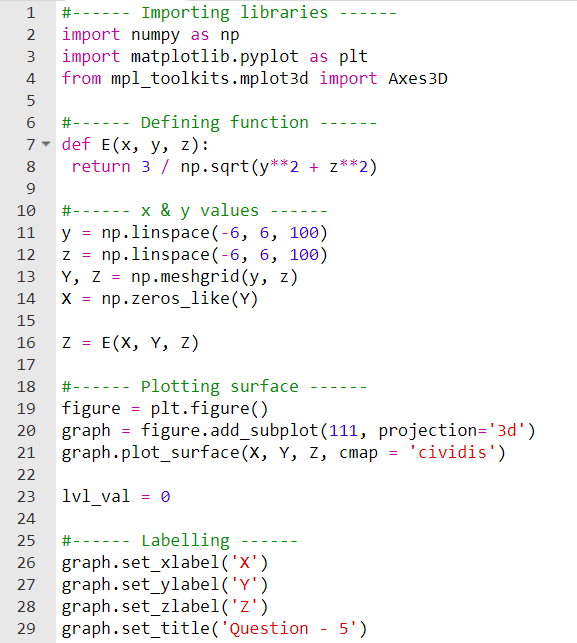 1 #------ Importing libraries ------
2 import numpy as np
3 import matplotlib.pyplot as plt
4 from mpl_toolkits.mplot3d import Axes3D
5
6 #------ Defining function ------
7 def E(x, y, z):
8  return 3 / np.sqrt(y**2 + z**2)
9
10 #------ x & y values ------
11 y = np.linspace(-6, 6, 100)
12 z = np.linspace(-6, 6, 100)
13 Y, Z = np.meshgrid(y, z)
14 X = np.zeros_like(Y)
15
16 Z = E(X, Y, Z)
17
18 #------ Plotting surface ------
19 figure = plt.figure()
20 graph = figure.add_subplot(111, projection='3d')
21 graph.plot_surface(X, Y, Z, cmap = 'cividis')
22
23 lvl_val = 0
24
25 #------ Labelling ------
26 graph.set_xlabel('X')
27 graph.set_ylabel('Y')
28 graph.set_zlabel('Z')
29 graph.set_title('Question - 5')